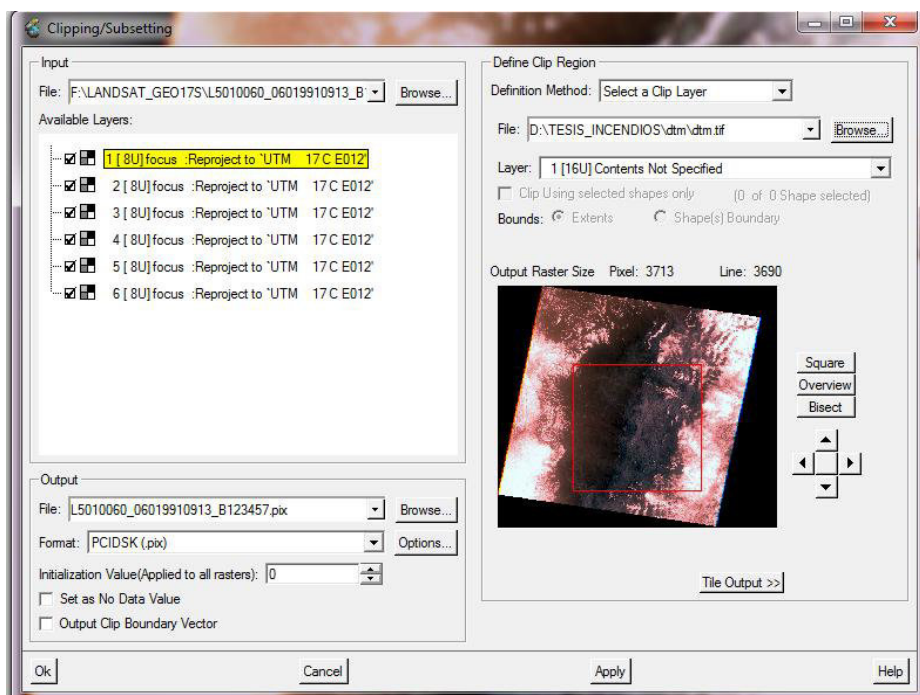 Clipping/Subsetting
Input
File: F:\LANDSAT_GEO17S\L5010060_06019910913_B Browse...
Available Layers:
1 [ 8U] focus :Reproject to `UTM 17 C E012'
2 [ 8U] focus :Reproject to `UTM 17 C E012'
3 [ 8U] focus :Reproject to `UTM 17 C E012'
4 [ 8U] focus :Reproject to `UTM 17 C E012'
5 [ 8U] focus :Reproject to `UTM 17 C E012'
6 [ 8U] focus :Reproject to `UTM 17 C E012'
Output
File: L5010060_06019910913_B123457.pix Browse...
Format: PCIDSK (.pix) Options...
Initialization Value(Applied to all rasters): 0
Set as No Data Value
Output Clip Boundary Vector
Define Clip Region
Definition Method: Select a Clip Layer
File: D:\TESIS_INCENDIOS\dtm\dtm.tif Browse...
Layer: 1 [16U] Contents Not Specified
Clip Using selected shapes only (0 of 0 Shape selected)
Bounds: Extents Shape(s) Boundary
Output Raster Size Pixel: 3713 Line: 3690
Square
Overview
Bisect
Tile Output >>
Ok Cancel Apply Help